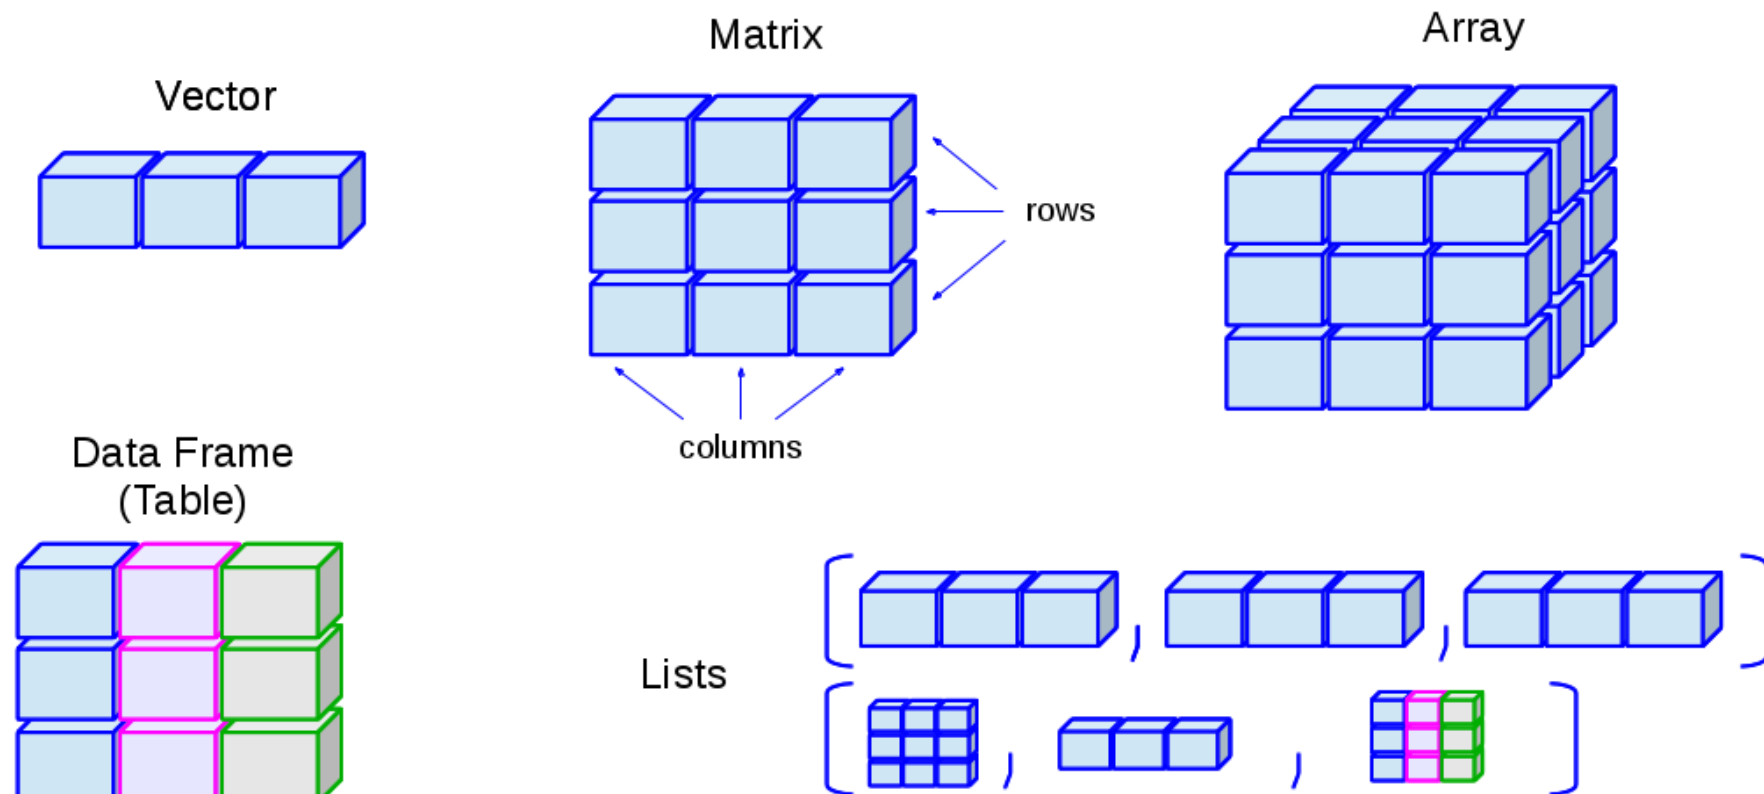 Vector
Matrix
Array
rows
columns
Data Frame
(Table)
Lists